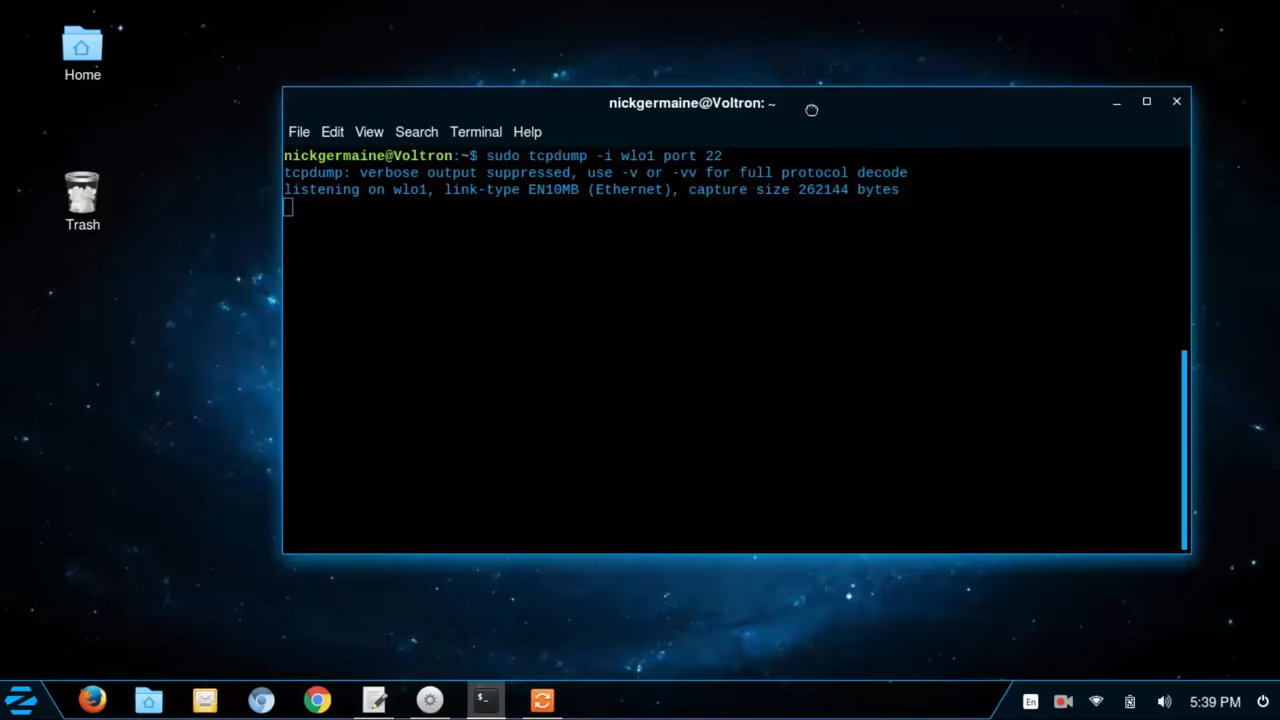 Home
Trash
nickgermaine@Voltron: ~
File Edit View Search Terminal Help
nickgermaine@Voltron:~$ sudo tcpdump -i wlo1 port 22
tcpdump: verbose output suppressed, use -v or -vv for full protocol decode
listening on wlo1, link-type EN10MB (Ethernet), capture size 262144 bytes
$_
En
5:39 PM